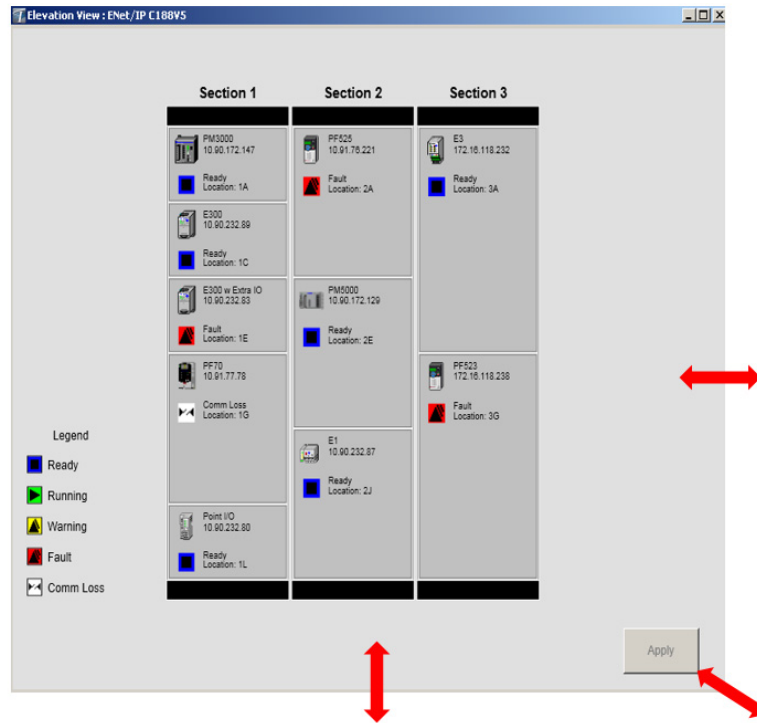 Elevation View : ENet/IP C188V5
Section 1
Section 2
Section 3
PM3000
10.90.172.147
Ready
Location: 1A
E300
10.90.232.89
Ready
Location: 1C
E300 w Extra IO
10.90.232.83
Fault
Location: 1E
PF70
10.91.77.78
Comm Loss
Location: 1G
Point I/O
10.90.232.80
Ready
Location: 1L
PF525
10.91.76.221
Fault
Location: 2A
PM5000
10.90.172.129
Ready
Location: 2E
E1
10.90.232.87
Ready
Location: 2J
E3
172.16.118.232
Ready
Location: 3A
PF523
172.16.118.238
Fault
Location: 3G
Legend
Ready
Running
Warning
Fault
Comm Loss
Apply